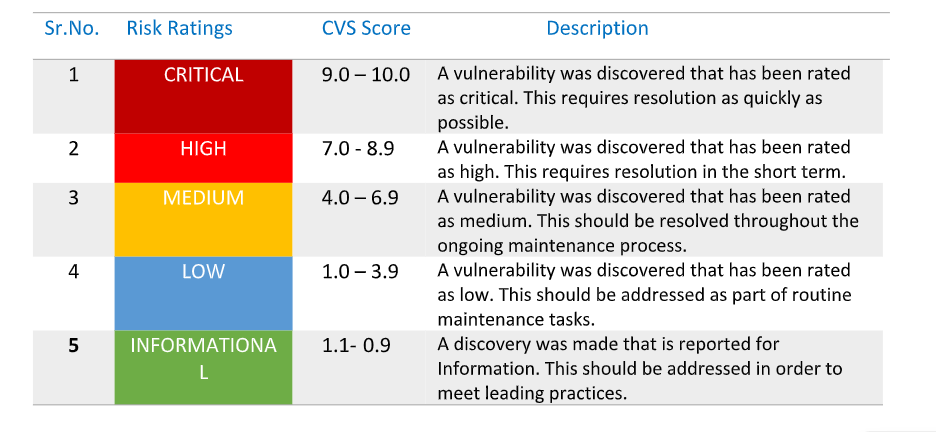 Sr.No. Risk Ratings CVS Score Description
1 CRITICAL 9.0 – 10.0 A vulnerability was discovered that has been rated
as critical. This requires resolution as quickly as
possible.
2 HIGH 7.0 - 8.9 A vulnerability was discovered that has been rated
as high. This requires resolution in the short term.
3 MEDIUM 4.0 – 6.9 A vulnerability was discovered that has been rated
as medium. This should be resolved throughout the
ongoing maintenance process.
4 LOW 1.0 – 3.9 A vulnerability was discovered that has been rated
as low. This should be addressed as part of routine
maintenance tasks.
5 INFORMATIONA 1.1- 0.9 A discovery was made that is reported for
L Information. This should be addressed in order to
meet leading practices.